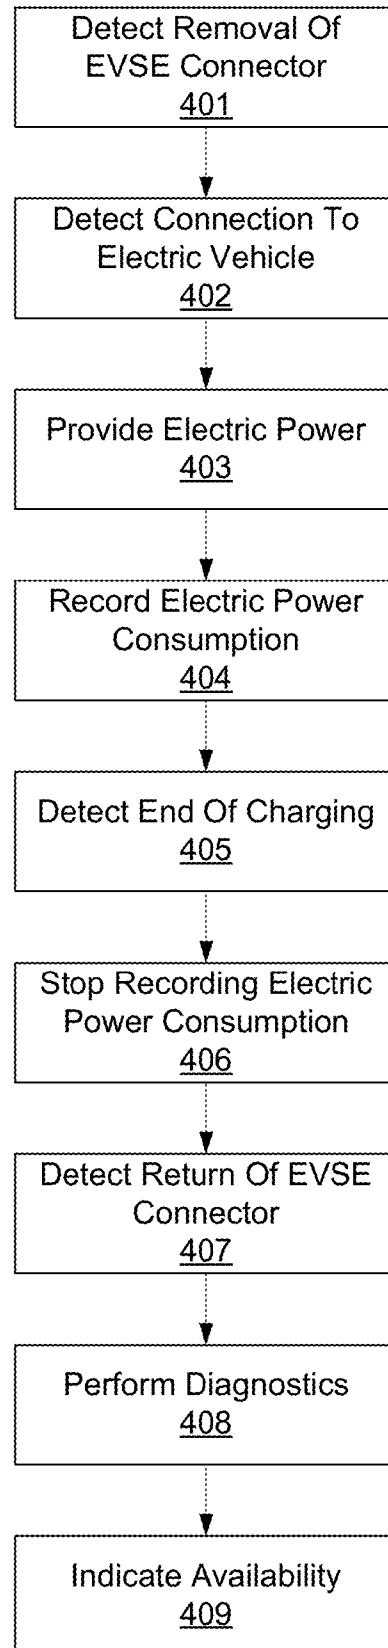 Detect Removal Of
EVSE Connector
401
Detect Connection To
Electric Vehicle
402
Provide Electric Power
403
Record Electric Power
Consumption
404
Detect End Of Charging
405
Stop Recording Electric
Power Consumption
406
Detect Return Of EVSE
Connector
407
Perform Diagnostics
408
Indicate Availability
409